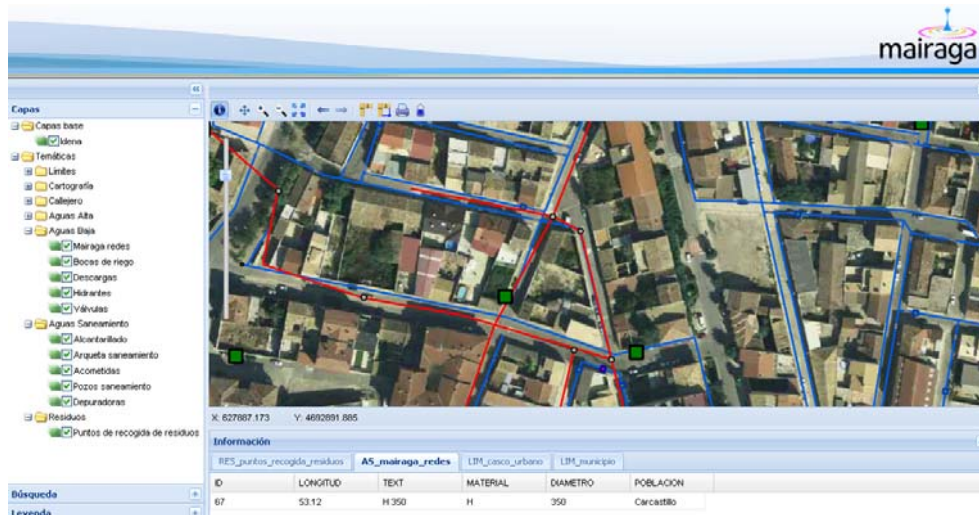 mairaga
Capas
Capas base
Idena
Temáticas
Límites
Cartografía
Callejero
Aguas Alta
Aguas Baja
Mairaga redes
Bocas de riego
Descargas
Hidrantes
Válvulas
Aguas Saneamiento
Alcantarillado
Arqueta saneamiento
Acometidas
Pozos saneamiento
Depuradoras
Residuos
Puntos de recogida de residuos
Búsqueda
Leyenda
X: 627887.173 Y: 4692891.885
Información
RES_puntos_recogida_residuos AS_mairaga_redes LIM_casco_urbano LIM_municipio
ID LONGITUD TEXT MATERIAL DIAMETRO POBLACION
67 53.12 H 350 H 350 Carcastillo